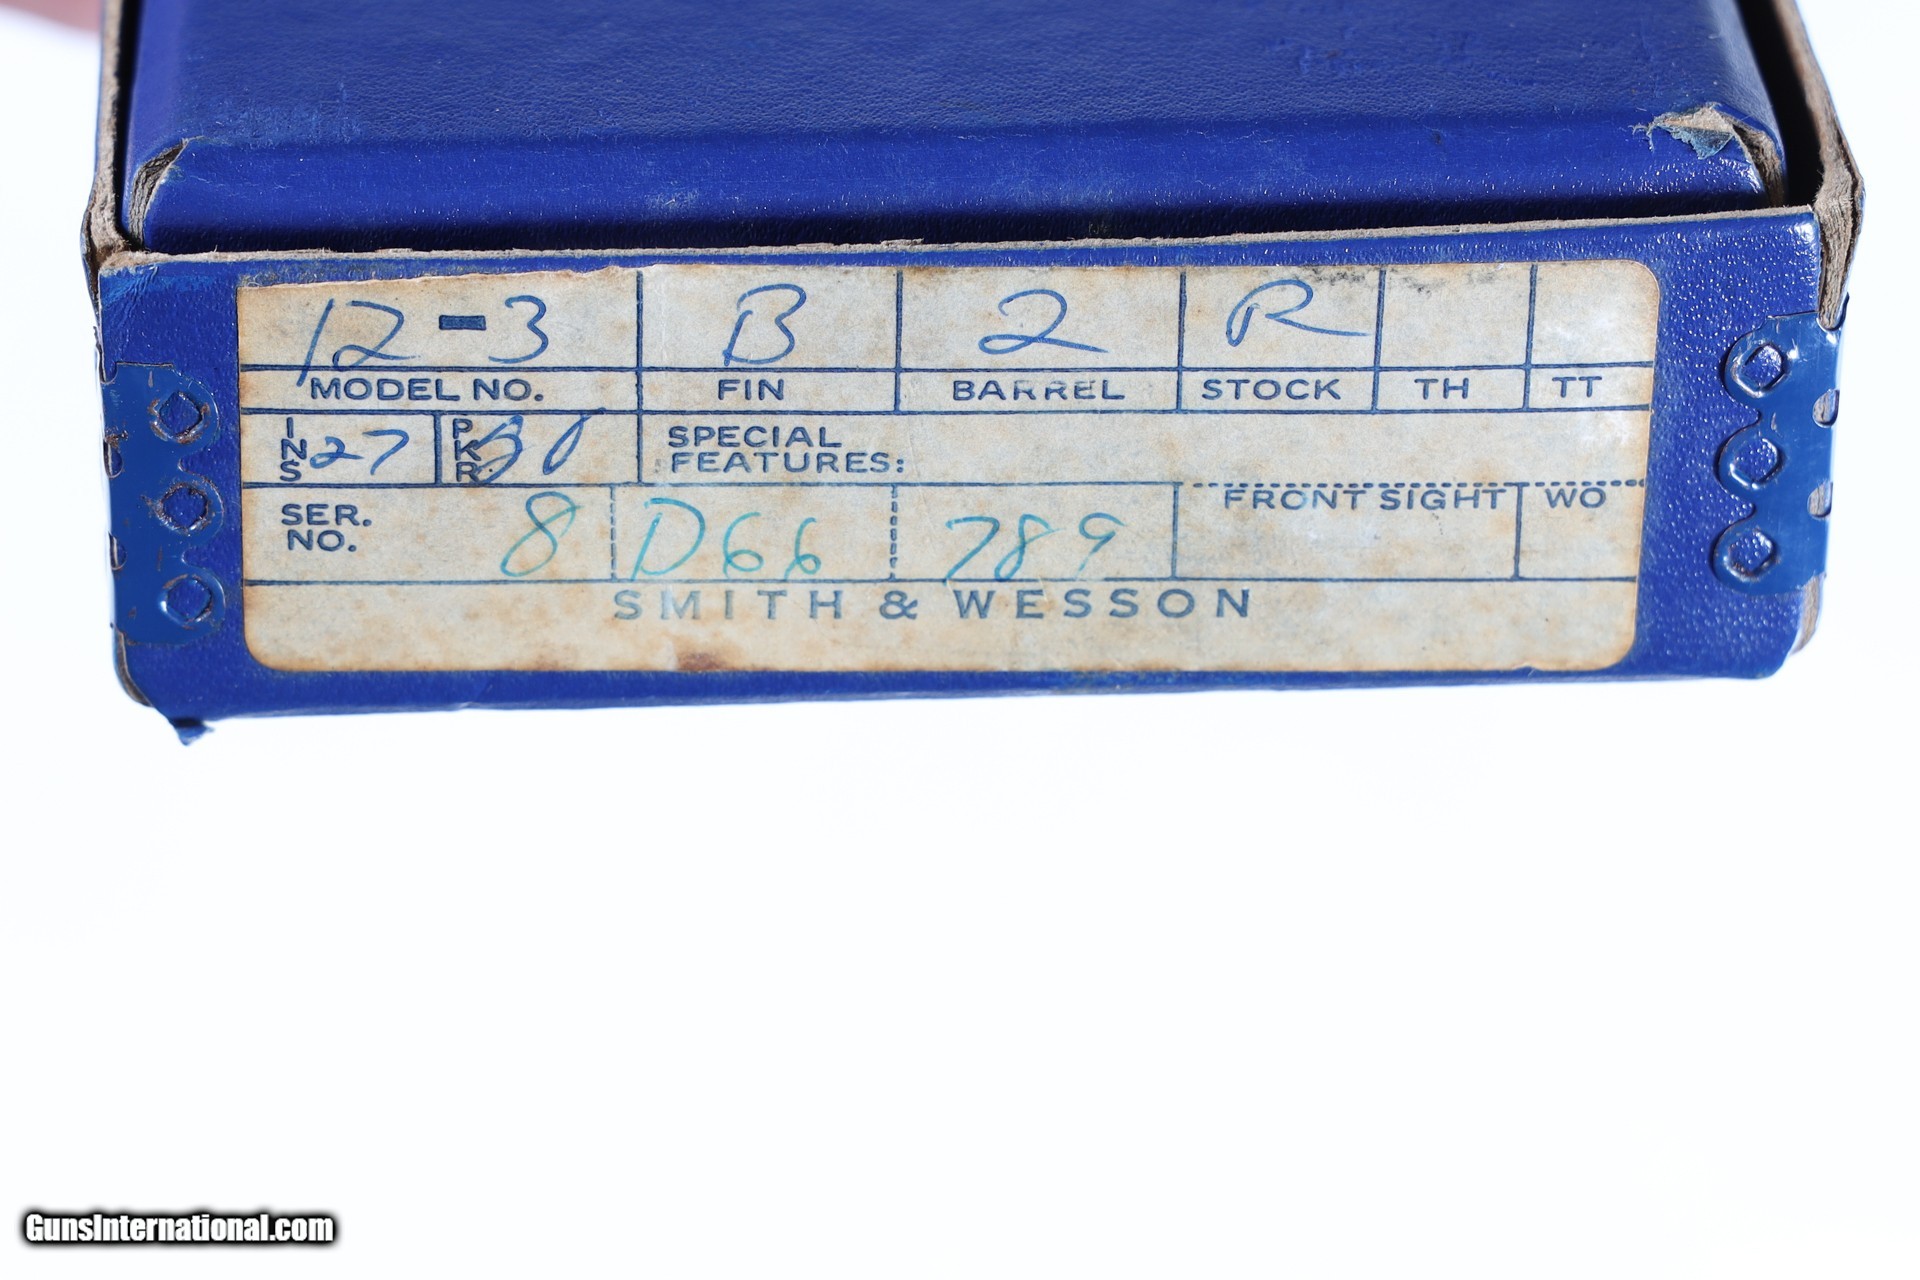 12-3 B 2 R
MODEL NO. FIN BARREL STOCK TH TT
INS 27 PKR. SPECIAL
FEATURES:
SER. NO. 8 D66 789 FRONT SIGHT WO
SMITH & WESSON
GunsInternational.com